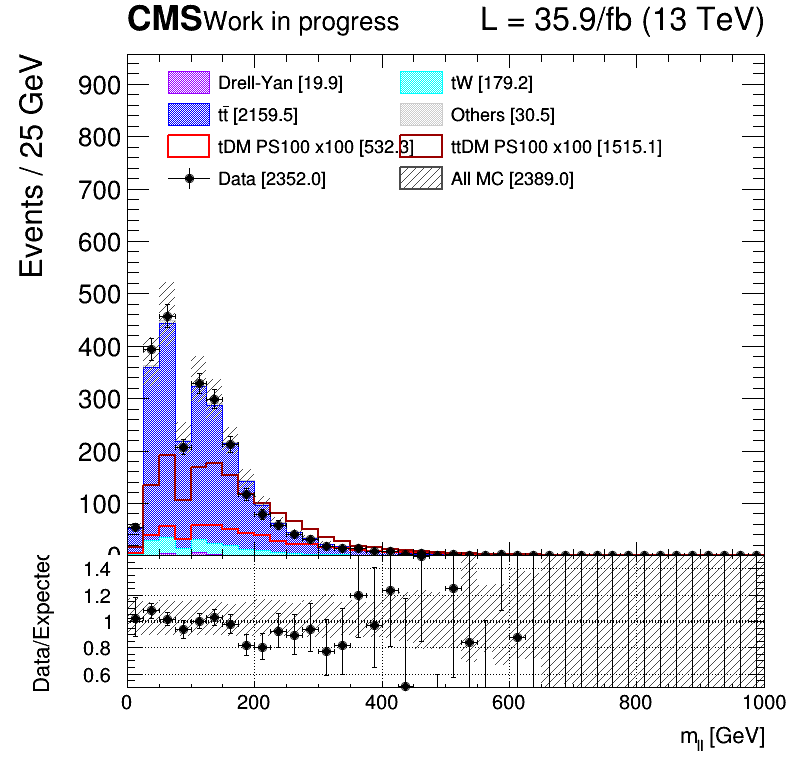 CMS Work in progress L = 35.9/fb (13 TeV)
Events / 25 GeV
900
800
700
600
500
400
300
200
100
0
Drell-Yan [19.9]
tW [179.2]
tt̄ [2159.5]
Others [30.5]
tDM PS100 x100 [532.3]
ttDM PS100 x100 [1515.1]
Data [2352.0]
All MC [2389.0]
Data/Expected
1.4
1.2
1
0.8
0.6
0 200 400 600 800 1000
m_ll [GeV]